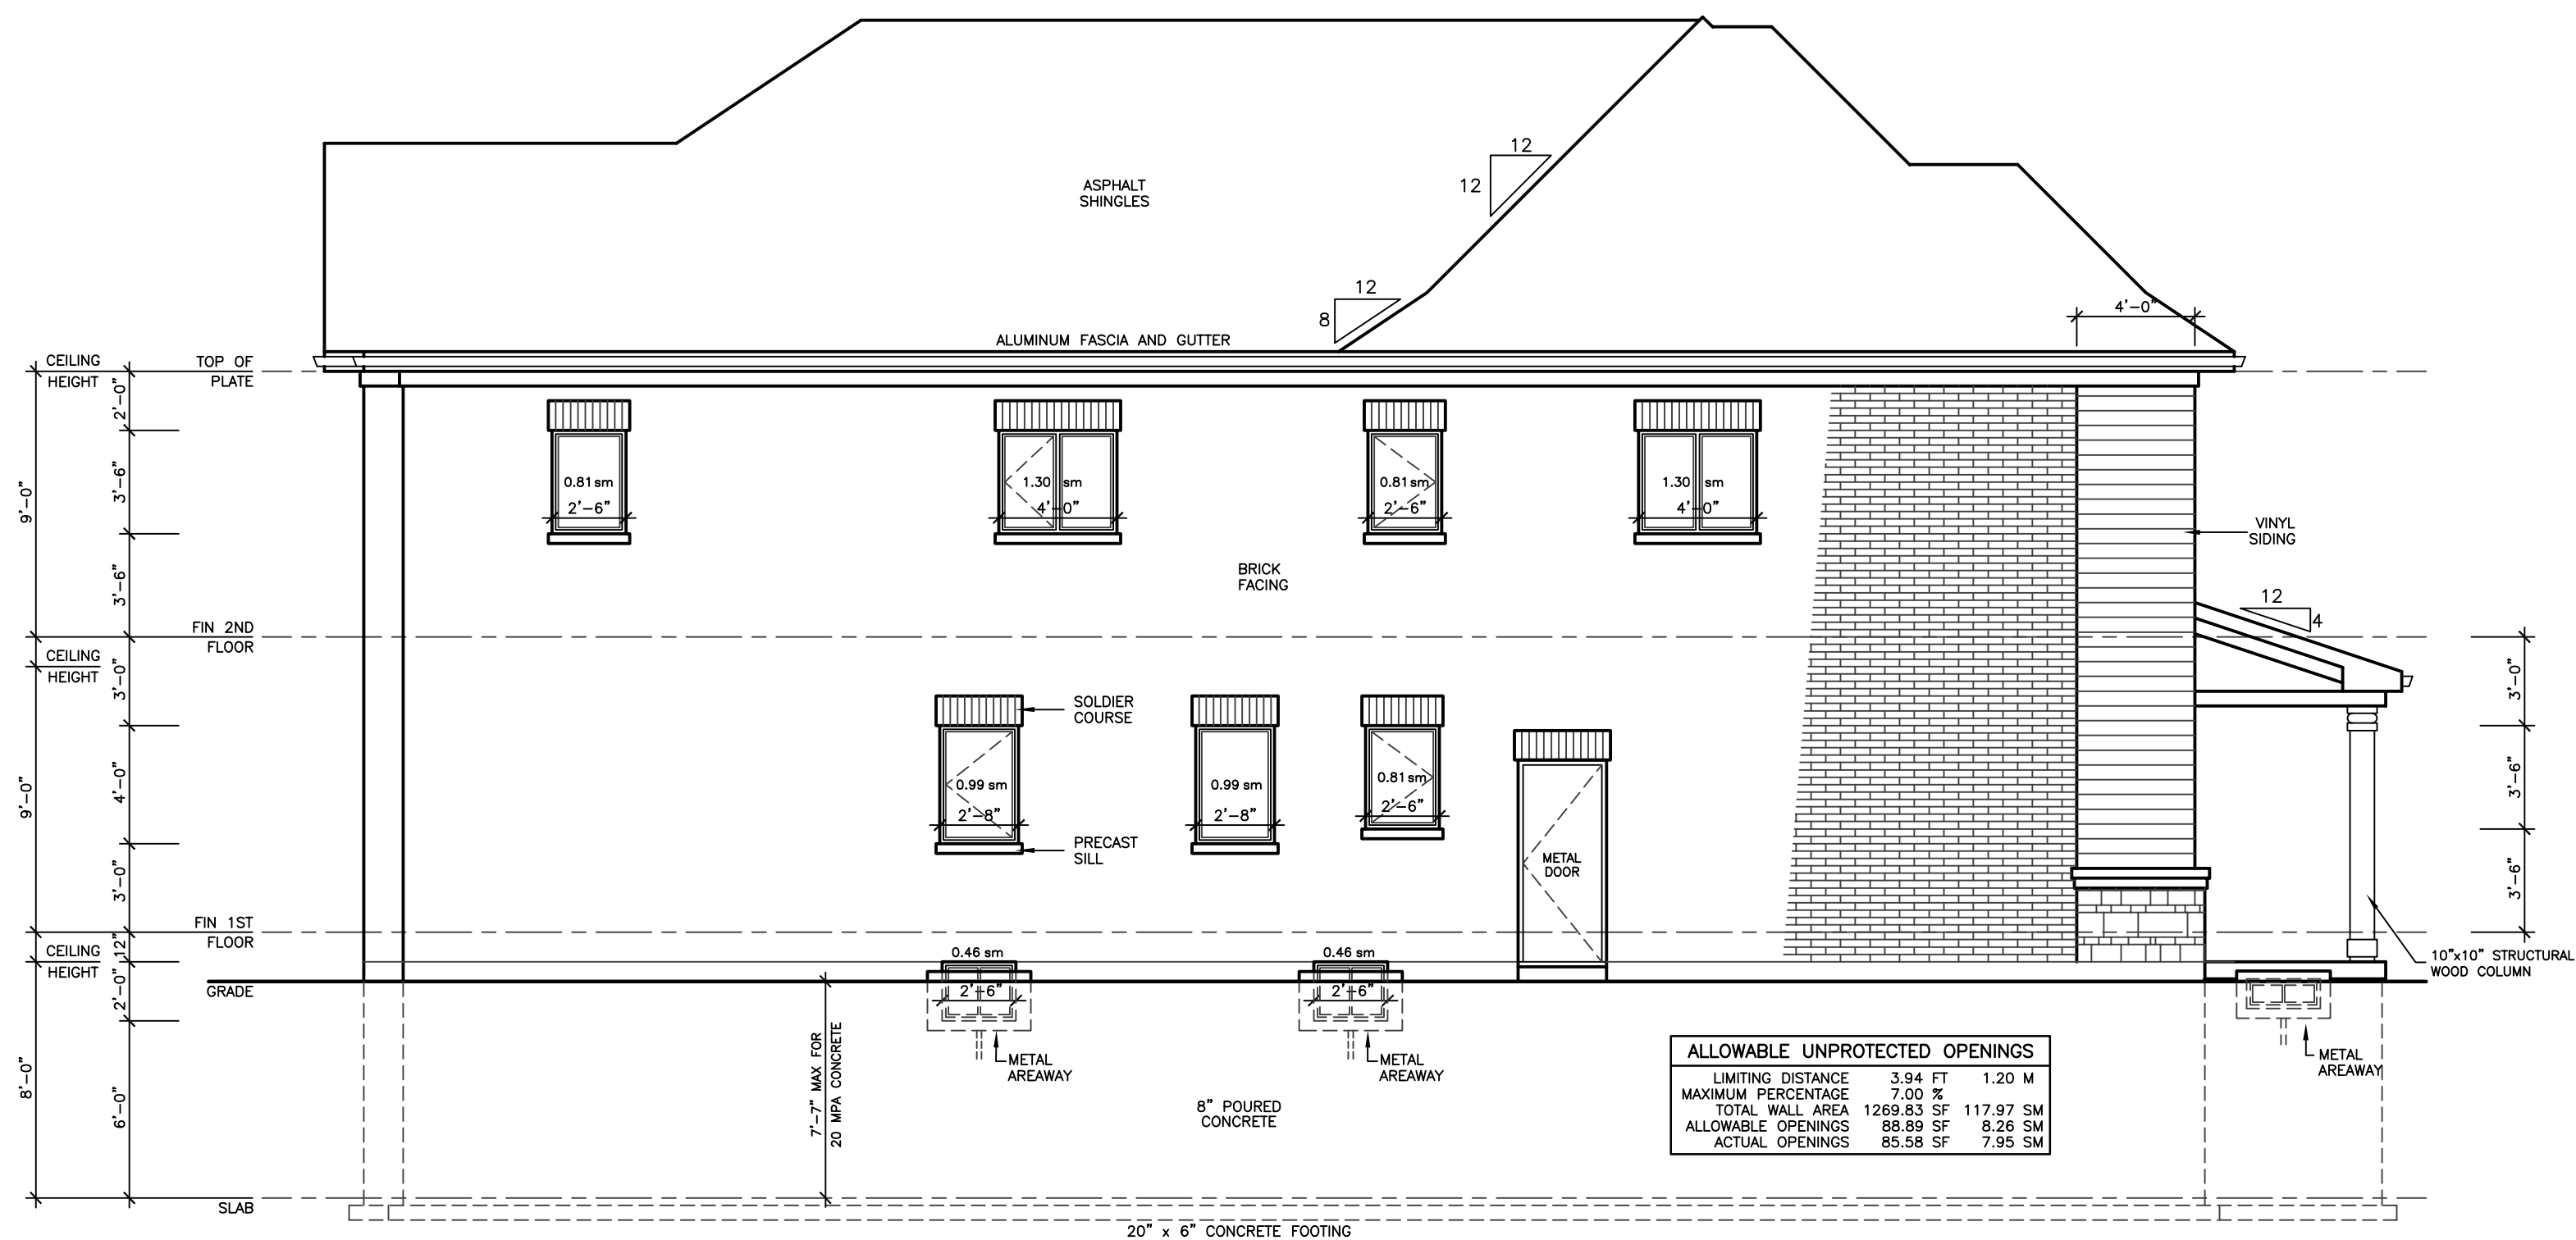 12
12
ASPHALT
SHINGLES
12
8
4'-0"
ALUMINUM FASCIA AND GUTTER
CEILING
HEIGHT
TOP OF
PLATE
2'-0"
3'-6"
3'-6"
9'-0"
0.81 sm
2'-6"
1.30 sm
4'-0"
0.81 sm
2'-6"
1.30 sm
4'-0"
VINYL
SIDING
BRICK
FACING
12
4
FIN 2ND
FLOOR
CEILING
HEIGHT
3'-0"
4'-0"
3'-0"
9'-0"
SOLDIER
COURSE
0.99 sm
2'-8"
0.99 sm
2'-8"
0.81 sm
2'-6"
PRECAST
SILL
METAL
DOOR
3'-0"
3'-6"
3'-6"
10"x10" STRUCTURAL
WOOD COLUMN
FIN 1ST
FLOOR
CEILING
HEIGHT
12"
2'-0"
6'-0"
8'-0"
GRADE
0.46 sm
2'-6"
0.46 sm
2'-6"
METAL
AREAWAY
METAL
AREAWAY
METAL
AREAWAY
7'-7" MAX FOR
20 MPA CONCRETE
8" POURED
CONCRETE
ALLOWABLE UNPROTECTED OPENINGS
LIMITING DISTANCE 3.94 FT 1.20 M
MAXIMUM PERCENTAGE 7.00 %
TOTAL WALL AREA 1269.83 SF 117.97 SM
ALLOWABLE OPENINGS 88.89 SF 8.26 SM
ACTUAL OPENINGS 85.58 SF 7.95 SM
SLAB
20" x 6" CONCRETE FOOTING